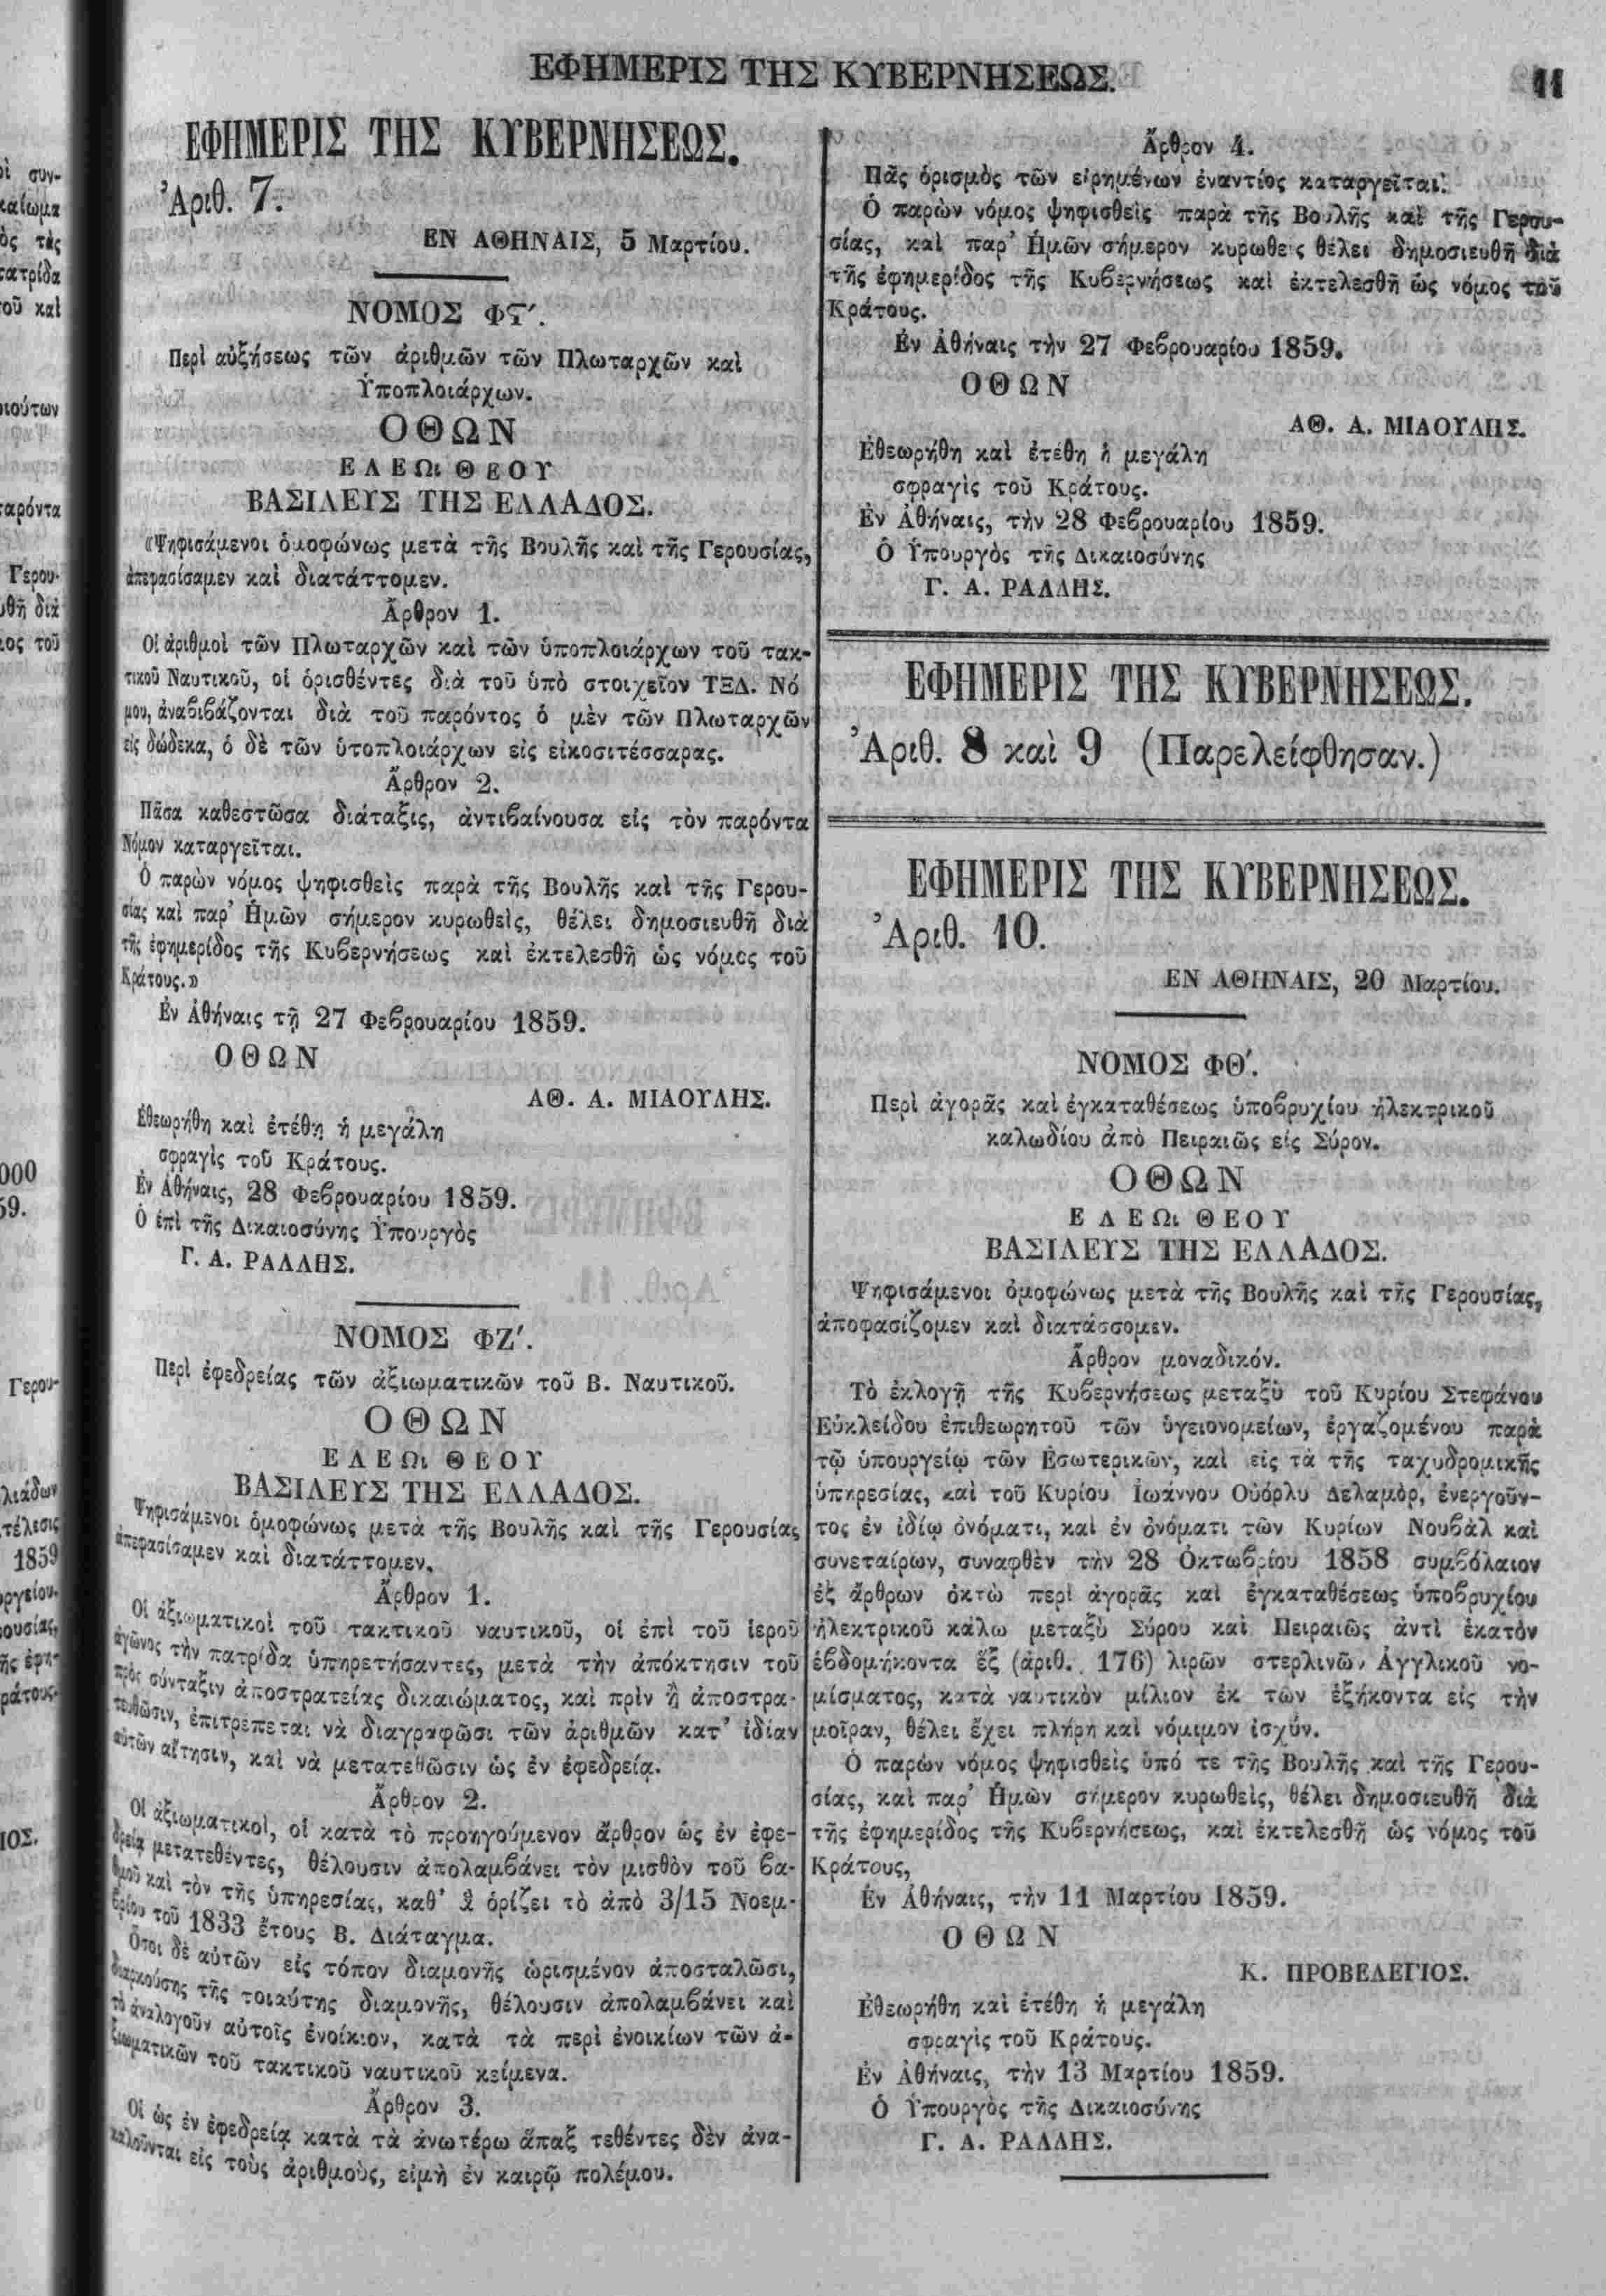 ΕΦΗΜΕΡΙΣ ΤΗΣ ΚΥΒΕΡΝΗΣΕΩΣ.
11
ΕΦΗΜΕΡΙΣ ΤΗΣ ΚΥΒΕΡΝΗΣΕΩΣ.
Ἀριθ. 7.
ΕΝ ΑΘΗΝΑΙΣ, 5 Μαρτίου.
ΝΟΜΟΣ ΦϚ′.
Περὶ αὐξήσεως τῶν ἀριθμῶν τῶν Πλωταρχῶν καὶ
Ὑποπλοιάρχων.
ΟΘΩΝ
ΕΛΕΩι ΘΕΟΥ
ΒΑΣΙΛΕΥΣ ΤΗΣ ΕΛΛΑΔΟΣ.
«Ψηφισάμενοι ὁμοφώνως μετὰ τῆς Βουλῆς καὶ τῆς Γερουσίας,
ἀπεφασίσαμεν καὶ διατάττομεν.
Ἄρθρον 1.
Οἱ ἀριθμοὶ τῶν Πλωταρχῶν καὶ τῶν ὑποπλοιάρχων τοῦ τακ-
τικοῦ Ναυτικοῦ, οἱ ὁρισθέντες διὰ τοῦ ὑπὸ στοιχεῖον ΤΞΔ. Νό
μου, ἀναβιβάζονται διὰ τοῦ παρόντος ὁ μὲν τῶν Πλωταρχῶν
εἰς δώδεκα, ὁ δὲ τῶν ὑποπλοιάρχων εἰς εἰκοσιτέσσαρας.
Ἄρθρον 2.
Πᾶσα καθεστῶσα διάταξις, ἀντιβαίνουσα εἰς τὸν παρόντα
Νόμον καταργεῖται.
Ὁ παρὼν νόμος ψηφισθεὶς παρὰ τῆς Βουλῆς καὶ τῆς Γερου-
σίας καὶ παρ' Ἡμῶν σήμερον κυρωθεὶς, θέλει δημοσιευθῆ διὰ
τῆς ἐφημερίδος τῆς Κυβερνήσεως καὶ ἐκτελεσθῆ ὡς νόμος τοῦ
Κράτους.»
Ἐν Ἀθήναις τῇ 27 Φεβρουαρίου 1859.
ΟΘΩΝ
ΑΘ. Α. ΜΙΑΟΥΛΗΣ.
Ἐθεωρήθη καὶ ἐτέθη ἡ μεγάλη
σφραγὶς τοῦ Κράτους.
Ἐν Ἀθήναις, 28 Φεβρουαρίου 1859.
Ὁ ἐπὶ τῆς Δικαιοσύνης Ὑπουργὸς
Γ. Α. ΡΑΛΛΗΣ.
ΝΟΜΟΣ ΦΖ′.
Περὶ ἐφεδρείας τῶν ἀξιωματικῶν τοῦ Β. Ναυτικοῦ.
ΟΘΩΝ
ΕΛΕΩι ΘΕΟΥ
ΒΑΣΙΛΕΥΣ ΤΗΣ ΕΛΛΑΔΟΣ.
Ψηφισάμενοι ὁμοφώνως μετὰ τῆς Βουλῆς καὶ τῆς Γερουσίας
ἀπεφασίσαμεν καὶ διατάττομεν.
Ἄρθρον 1.
Οἱ ἀξιωματικοὶ τοῦ τακτικοῦ ναυτικοῦ, οἱ ἐπὶ τοῦ ἱεροῦ
ἀγῶνος τὴν πατρίδα ὑπηρετήσαντες, μετὰ τὴν ἀπόκτησιν τοῦ
πρὸς σύνταξιν ἀποστρατείας δικαιώματος, καὶ πρὶν ἢ ἀποστρα-
τευθῶσιν, ἐπιτρέπεται νὰ διαγραφῶσι τῶν ἀριθμῶν κατ' ἰδίαν
αὐτῶν αἴτησιν, καὶ νὰ μετατεθῶσιν ὡς ἐν ἐφεδρείᾳ.
Ἄρθρον 2.
Οἱ ἀξιωματικοὶ, οἱ κατὰ τὸ προηγούμενον ἄρθρον ὡς ἐν ἐφε-
δρείᾳ μετατεθέντες, θέλουσιν ἀπολαμβάνει τὸν μισθὸν τοῦ βα-
θμοῦ καὶ τὸν τῆς ὑπηρεσίας, καθ' ἃ ὁρίζει τὸ ἀπὸ 3/15 Νοεμ-
βρίου τοῦ 1833 ἔτους Β. Διάταγμα.
Ὅσοι δὲ αὐτῶν εἰς τόπον διαμονῆς ὡρισμένον ἀποσταλῶσι,
διαρκούσης τῆς τοιαύτης διαμονῆς, θέλουσιν ἀπολαμβάνει καὶ
τὸ ἀναλογοῦν αὐτοῖς ἐνοίκιον, κατὰ τὰ περὶ ἐνοικίων τῶν ἀ-
ξιωματικῶν τοῦ τακτικοῦ ναυτικοῦ κείμενα.
Ἄρθρον 3.
Οἱ ὡς ἐν ἐφεδρείᾳ κατὰ τὰ ἀνωτέρω ἅπαξ τεθέντες δὲν ἀνα-
καλοῦνται εἰς τοὺς ἀριθμοὺς, εἰμὴ ἐν καιρῷ πολέμου.
Ἄρθρον 4.
Πᾶς ὁρισμὸς τῶν εἰρημένων ἐναντίος καταργεῖται.
Ὁ παρὼν νόμος ψηφισθεὶς παρὰ τῆς Βουλῆς καὶ τῆς Γερου-
σίας, καὶ παρ' Ἡμῶν σήμερον κυρωθεὶς θέλει δημοσιευθῆ διὰ
τῆς ἐφημερίδος τῆς Κυβερνήσεως καὶ ἐκτελεσθῆ ὡς νόμος τοῦ
Κράτους.
Ἐν Ἀθήναις τὴν 27 Φεβρουαρίου 1859.
ΟΘΩΝ
ΑΘ. Α. ΜΙΑΟΥΛΗΣ.
Ἐθεωρήθη καὶ ἐτέθη ἡ μεγάλη
σφραγὶς τοῦ Κράτους.
Ἐν Ἀθήναις, τὴν 28 Φεβρουαρίου 1859.
Ὁ Ὑπουργὸς τῆς Δικαιοσύνης
Γ. Α. ΡΑΛΛΗΣ.
ΕΦΗΜΕΡΙΣ ΤΗΣ ΚΥΒΕΡΝΗΣΕΩΣ.
Ἀριθ. 8 καὶ 9 (Παρελείφθησαν.)
ΕΦΗΜΕΡΙΣ ΤΗΣ ΚΥΒΕΡΝΗΣΕΩΣ.
Ἀριθ. 10.
ΕΝ ΑΘΗΝΑΙΣ, 20 Μαρτίου.
ΝΟΜΟΣ ΦΘ′.
Περὶ ἀγορᾶς καὶ ἐγκαταθέσεως ὑποβρυχίου ἠλεκτρικοῦ
καλωδίου ἀπὸ Πειραιῶς εἰς Σύρον.
ΟΘΩΝ
ΕΛΕΩι ΘΕΟΥ
ΒΑΣΙΛΕΥΣ ΤΗΣ ΕΛΛΑΔΟΣ.
Ψηφισάμενοι ὁμοφώνως μετὰ τῆς Βουλῆς καὶ τῆς Γερουσίας,
ἀποφασίζομεν καὶ διατάσσομεν.
Ἄρθρον μοναδικόν.
Τὸ ἐκλογῇ τῆς Κυβερνήσεως μεταξὺ τοῦ Κυρίου Στεφάνου
Εὐκλείδου ἐπιθεωρητοῦ τῶν ὑγειονομείων, ἐργαζομένου παρὰ
τῷ ὑπουργείῳ τῶν Ἐσωτερικῶν, καὶ εἰς τὰ τῆς ταχυδρομικῆς
ὑπηρεσίας, καὶ τοῦ Κυρίου Ἰωάννου Οὐόρλυ Δελαμὸρ, ἐνεργοῦν-
τος ἐν ἰδίῳ ὀνόματι, καὶ ἐν ὀνόματι τῶν Κυρίων Νουβὰλ καὶ
συνεταίρων, συναφθὲν τὴν 28 Ὀκτωβρίου 1858 συμβόλαιον
ἐξ ἄρθρων ὀκτὼ περὶ ἀγορᾶς καὶ ἐγκαταθέσεως ὑποβρυχίου
ἠλεκτρικοῦ κάλω μεταξὺ Σύρου καὶ Πειραιῶς ἀντὶ ἑκατὸν
ἑβδομήκοντα ἓξ (ἀριθ. 176) λιρῶν στερλινῶν Ἀγγλικοῦ νο-
μίσματος, κατὰ ναυτικὸν μίλιον ἐκ τῶν ἑξήκοντα εἰς τὴν
μοῖραν, θέλει ἔχει πλήρη καὶ νόμιμον ἰσχύν.
Ὁ παρὼν νόμος ψηφισθεὶς ὑπό τε τῆς Βουλῆς καὶ τῆς Γερου-
σίας, καὶ παρ' Ἡμῶν σήμερον κυρωθεὶς, θέλει δημοσιευθῆ διὰ
τῆς ἐφημερίδος τῆς Κυβερνήσεως, καὶ ἐκτελεσθῆ ὡς νόμος τοῦ
Κράτους,
Ἐν Ἀθήναις, τὴν 11 Μαρτίου 1859.
ΟΘΩΝ
Κ. ΠΡΟΒΕΛΕΓΙΟΣ.
Ἐθεωρήθη καὶ ἐτέθη ἡ μεγάλη
σφραγὶς τοῦ Κράτους.
Ἐν Ἀθήναις, τὴν 13 Μαρτίου 1859.
Ὁ Ὑπουργὸς τῆς Δικαιοσύνης
Γ. Α. ΡΑΛΛΗΣ.